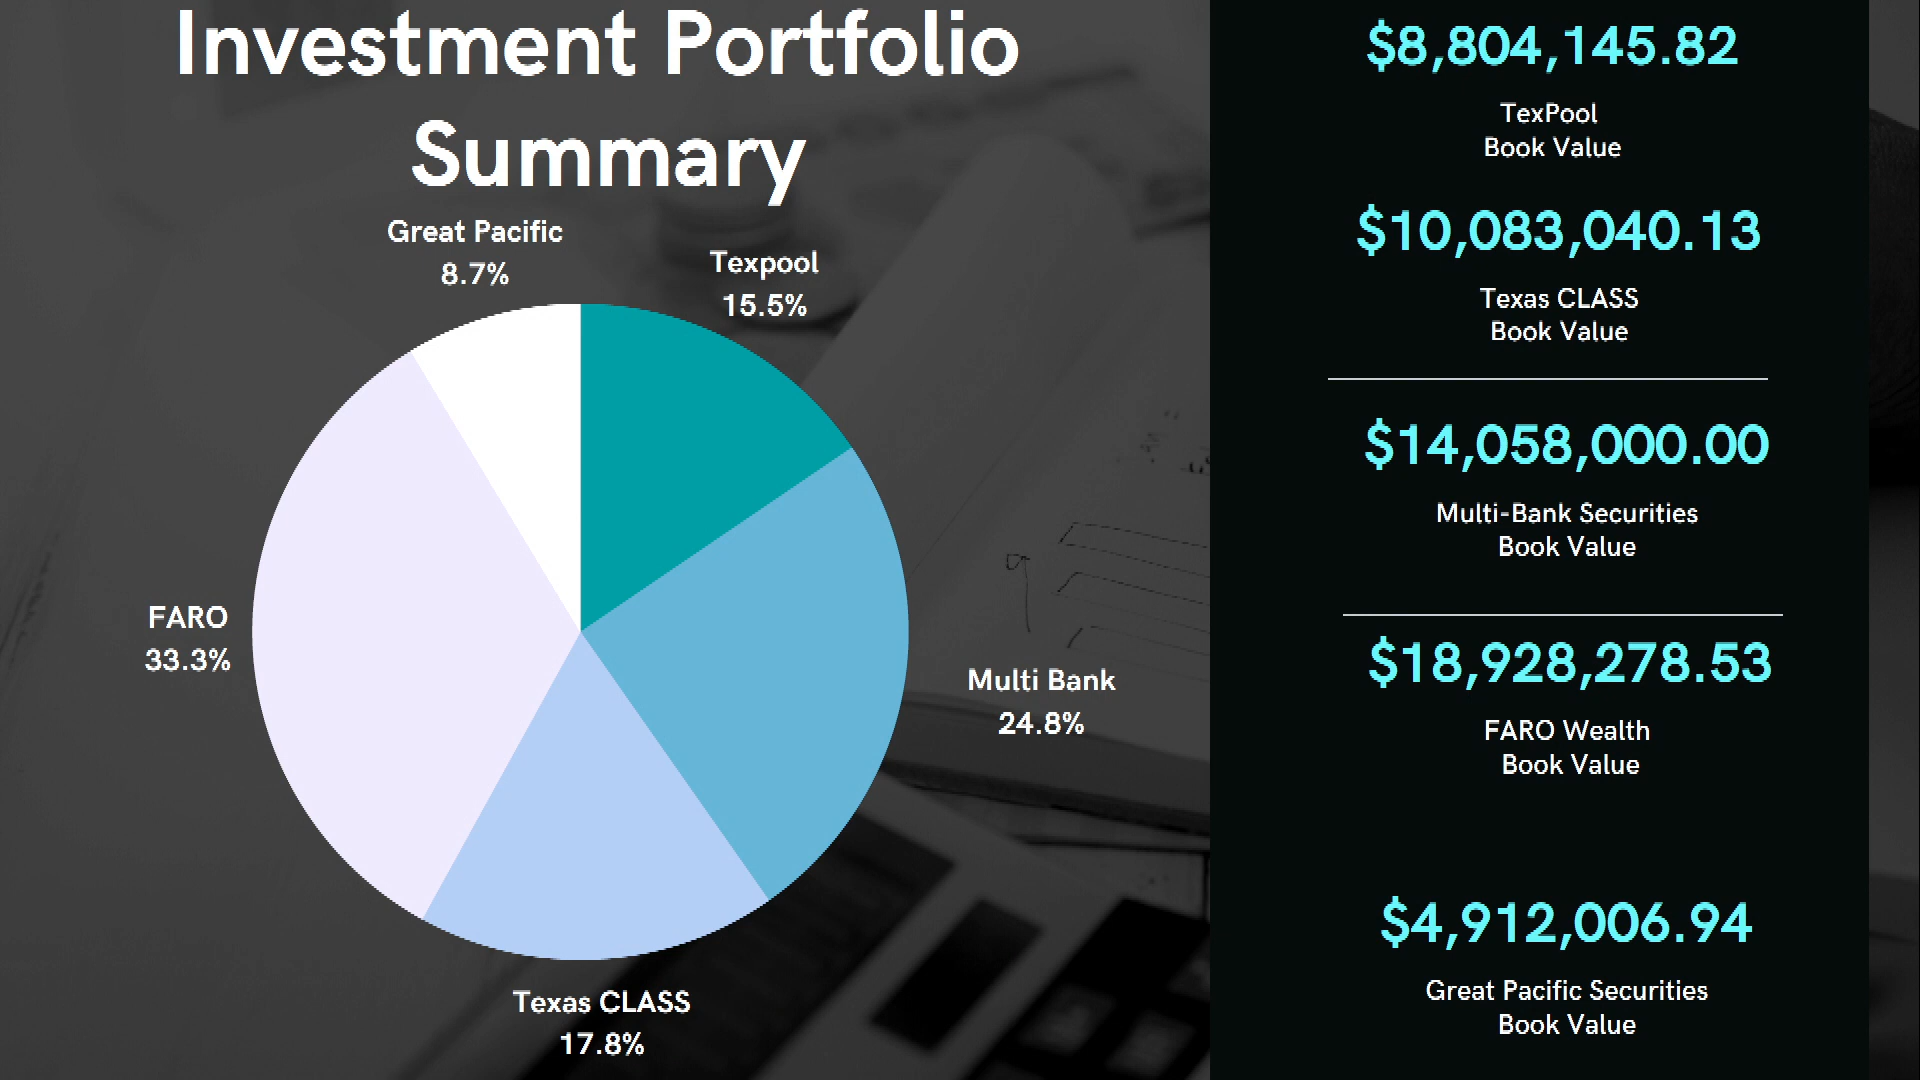 Investment Portfolio
Summary
Great Pacific
8.7%
Texpool
15.5%
FARO
33.3%
Multi Bank
24.8%
Texas CLASS
17.8%
$8,804,145.82
TexPool
Book Value
$10,083,040.13
Texas CLASS
Book Value
$14,058,000.00
Multi-Bank Securities
Book Value
$18,928,278.53
FARO Wealth
Book Value
$4,912,006.94
Great Pacific Securities
Book Value